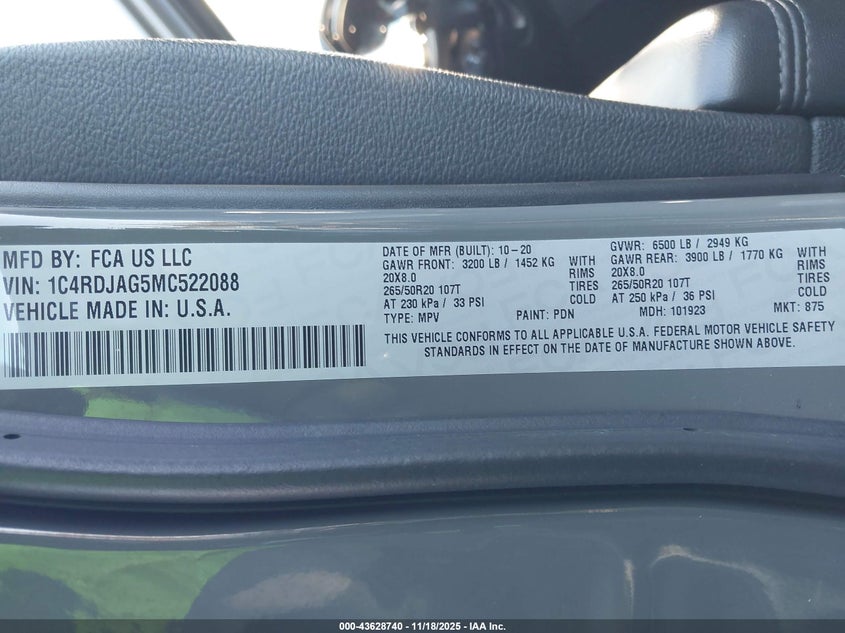 MFD BY: FCA US LLC
VIN: 1C4RDJAG5MC522088
VEHICLE MADE IN: U.S.A.
DATE OF MFR (BUILT): 10-20
GAWR FRONT: 3200 LB / 1452 KG WITH
20X8.0 RIMS
265/50R20 107T TIRES
AT 230 kPa / 33 PSI COLD
TYPE: MPV PAINT: PDN
GVWR: 6500 LB / 2949 KG
GAWR REAR: 3900 LB / 1770 KG WITH
20X8.0 RIMS
265/50R20 107T TIRES
AT 250 kPa / 36 PSI COLD
MDH: 101923 MKT: 875
THIS VEHICLE CONFORMS TO ALL APPLICABLE U.S.A. FEDERAL MOTOR VEHICLE SAFETY
STANDARDS IN EFFECT ON THE DATE OF MANUFACTURE SHOWN ABOVE.
000-43628740 - 11/18/2025 - IAA Inc.